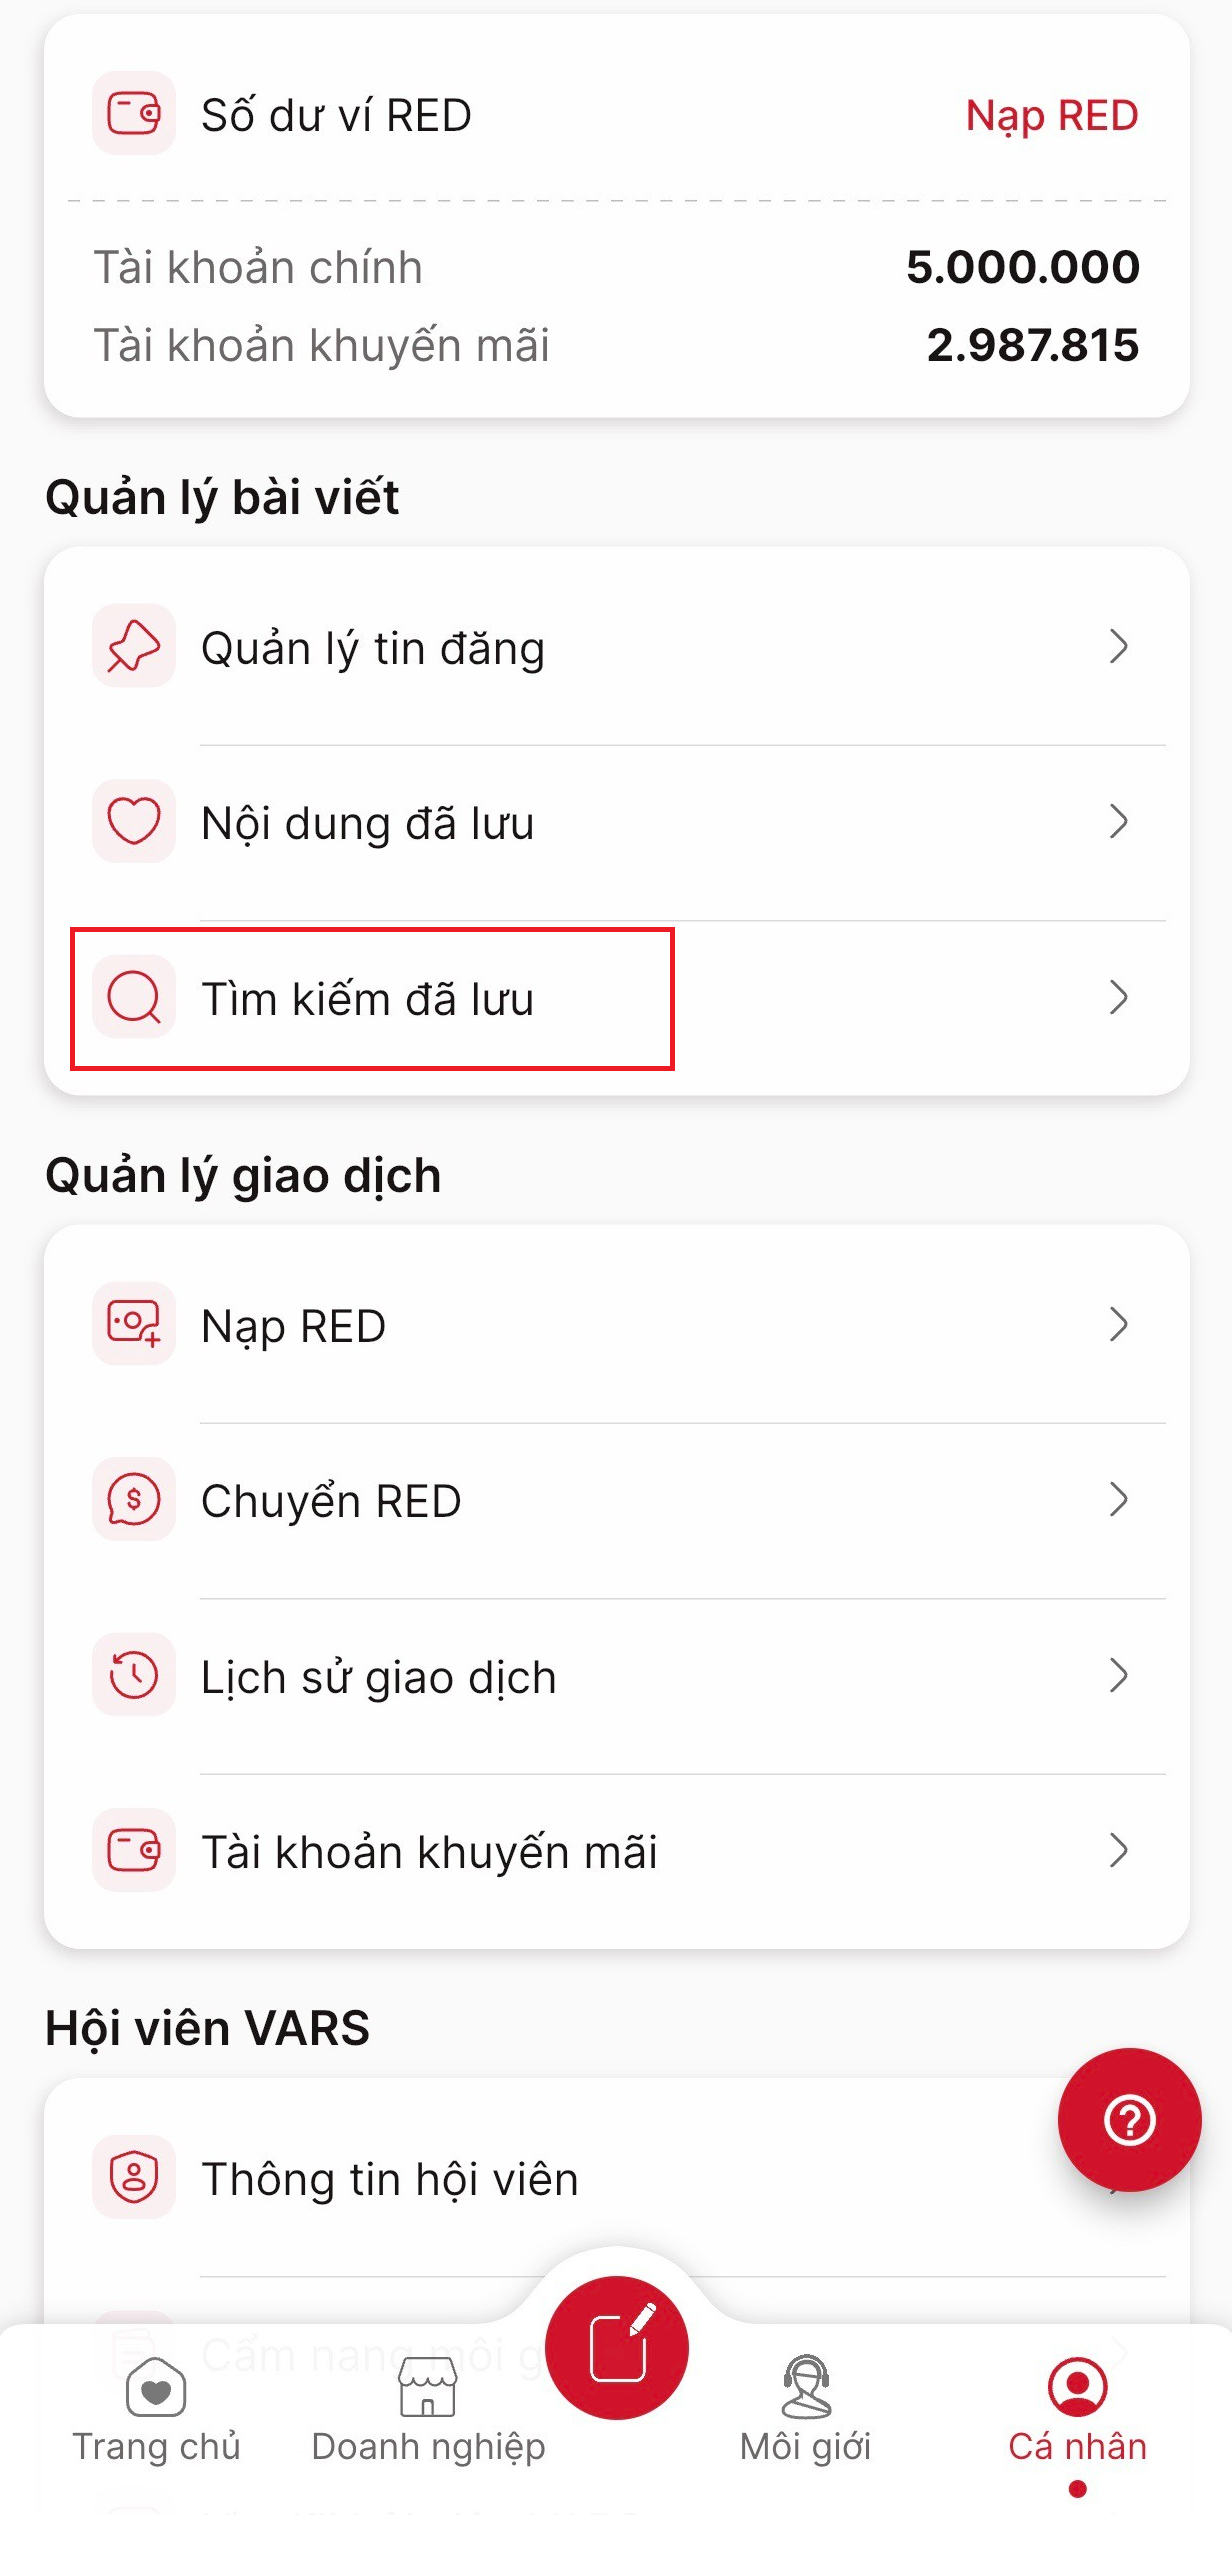 Số dư ví RED
Nạp RED
Tài khoản chính
5.000.000
Tài khoản khuyến mãi
2.987.815
Quản lý bài viết
Quản lý tin đăng
Nội dung đã lưu
Tìm kiếm đã lưu
Quản lý giao dịch
Nạp RED
Chuyển RED
Lịch sử giao dịch
Tài khoản khuyến mãi
Hội viên VARS
Thông tin hội viên
Cẩm nang môi g
Trang chủ
Doanh nghiệp
Môi giới
Cá nhân